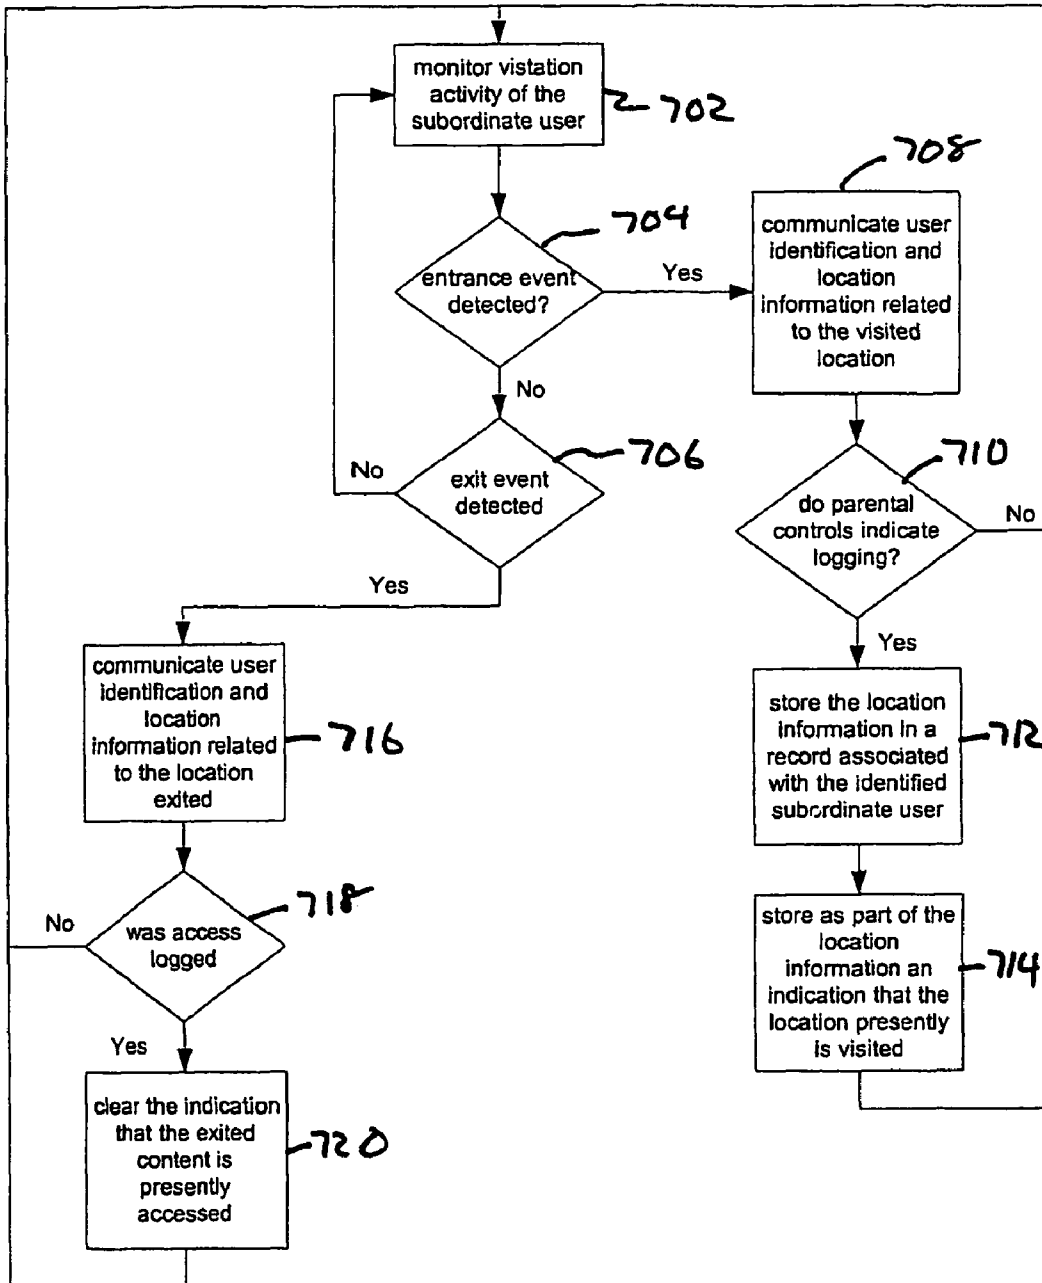 monitor vistation
activity of the
subordinate user
702
704
entrance event
detected?
Yes
No
708
communicate user
identification and
location
information related
to the visited
location
706
exit event
detected
No
Yes
710
do parental
controls indicate
logging?
No
Yes
712
store the location
information in a
record associated
with the identified
subordinate user
714
store as part of the
location
information an
indication that the
location presently
is visited
716
communicate user
identification and
location
information related
to the location
exited
718
was access
logged
No
Yes
720
clear the indication
that the exited
content is
presently
accessed